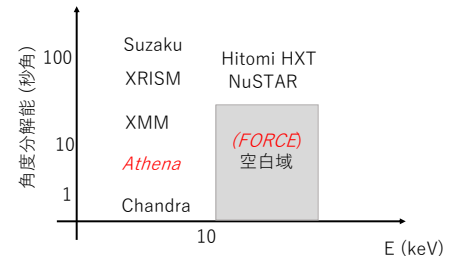 角度分解能 (秒角)
100
10
1
Suzaku
XRISM
XMM
Athena
Chandra
Hitomi HXT
NuSTAR
(FORCE)
空白域
10
E (keV)